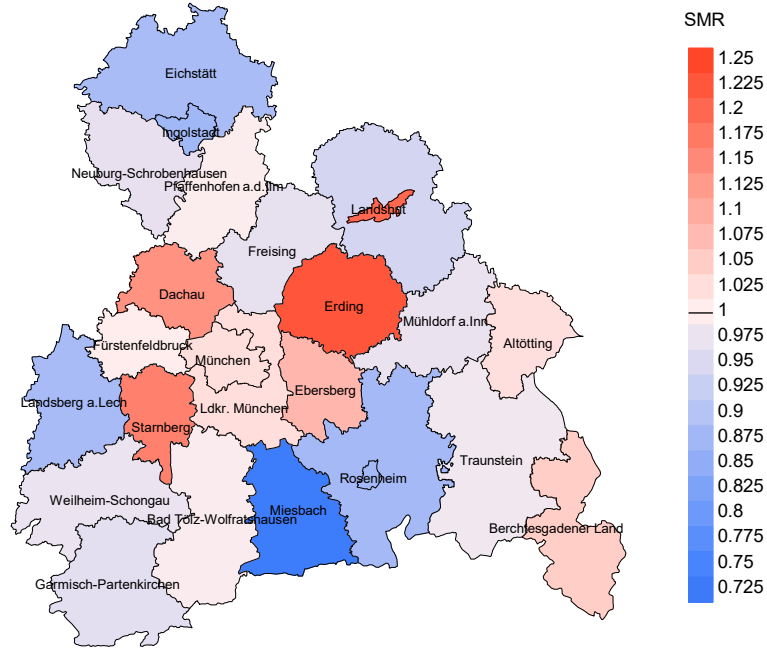 SMR
Eichstätt
Ingolstadt
Neuburg-Schrobenhausen
Pfaffenhofen a.d.Ilm
Landshut
Freising
Dachau
Erding
Mühldorf a.Inn
Altötting
Fürstenfeldbruck
München
Ebersberg
Landsberg a.Lech
Ldkr. München
Starnberg
Traunstein
Rosenheim
Weilheim-Schongau
Miesbach
Bad Tölz-Wolfratshausen
Berchtesgadener Land
Garmisch-Partenkirchen
1.25
1.225
1.2
1.175
1.15
1.125
1.1
1.075
1.05
1.025
1
0.975
0.95
0.925
0.9
0.875
0.85
0.825
0.8
0.775
0.75
0.725